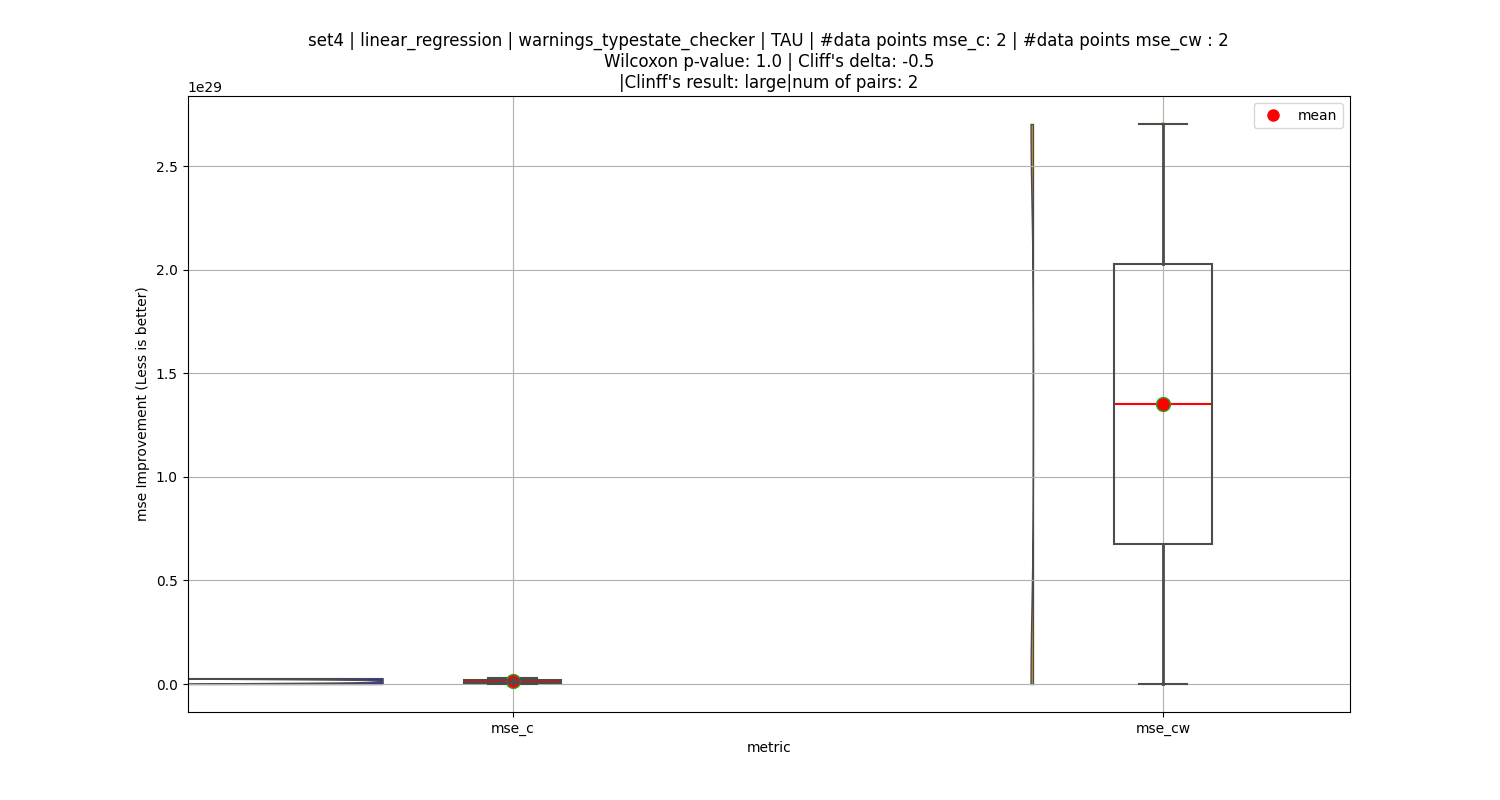 set4 | linear_regression | warnings_typestate_checker | TAU | #data points mse_c: 2 | #data points mse_cw : 2
Wilcoxon p-value: 1.0 | Cliff's delta: -0.5
|Clinff's result: large|num of pairs: 2
1e29
mean
2.5
2.0
1.5
1.0
0.5
0.0
mse Improvement (Less is better)
mse_c
mse_cw
metric